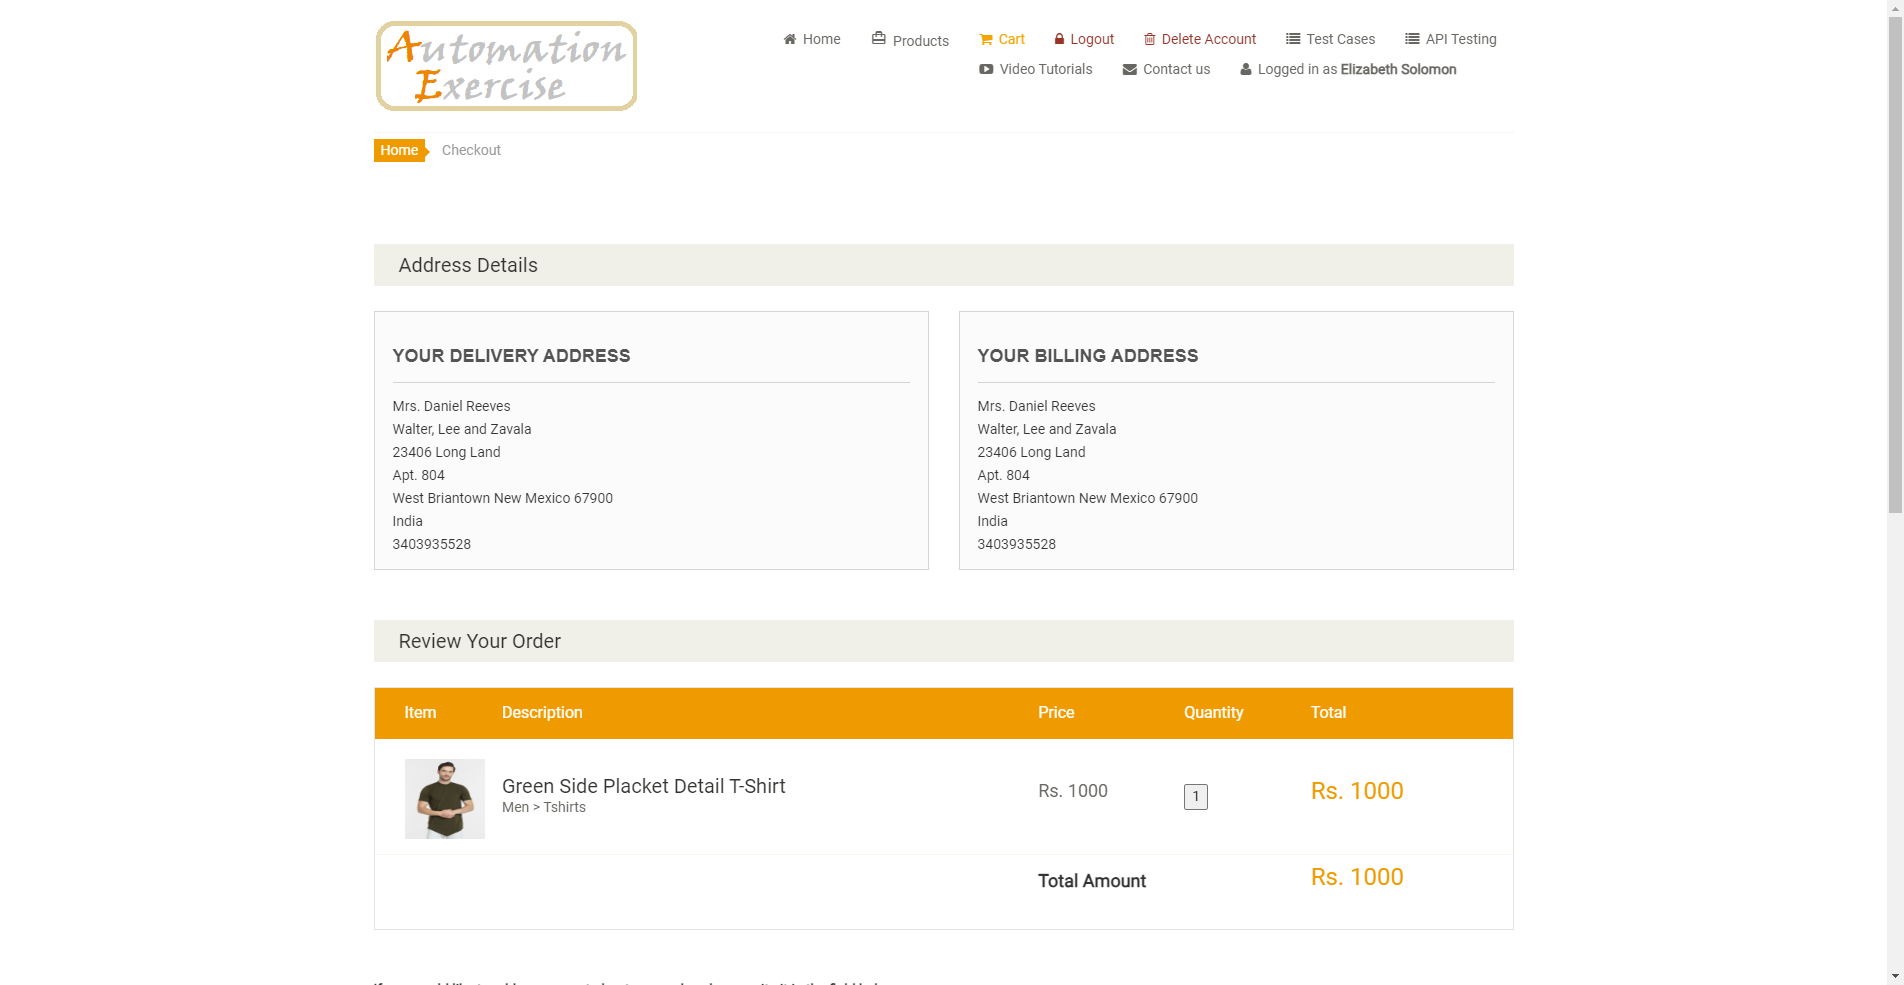 Automation
Exercise
Home
Products
Cart
Logout
Delete Account
Test Cases
API Testing
Video Tutorials
Contact us
Logged in as Elizabeth Solomon
Home
Checkout
Address Details
YOUR DELIVERY ADDRESS
Mrs. Daniel Reeves
Walter, Lee and Zavala
23406 Long Land
Apt. 804
West Briantown New Mexico 67900
India
3403935528
YOUR BILLING ADDRESS
Mrs. Daniel Reeves
Walter, Lee and Zavala
23406 Long Land
Apt. 804
West Briantown New Mexico 67900
India
3403935528
Review Your Order
Item Description Price Quantity Total
Green Side Placket Detail T-Shirt
Men > Tshirts
Rs. 1000
1
Rs. 1000
Total Amount
Rs. 1000